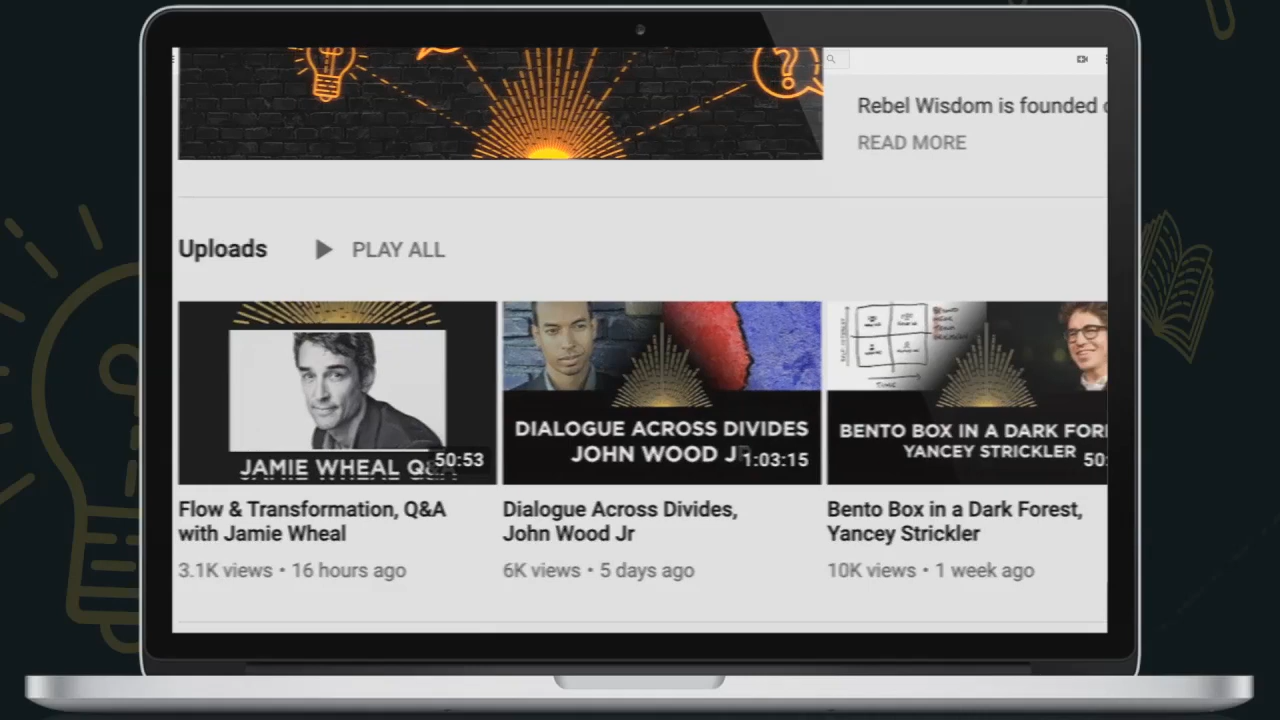 Rebel Wisdom is founded
READ MORE
Uploads
PLAY ALL
JAMIE WHEAL Q&A
50:53
DIALOGUE ACROSS DIVIDES
JOHN WOOD J
1:03:15
BENTO BOX IN A DARK FOR
YANCEY STRICKLER
50:
TIME
Flow & Transformation, Q&A
with Jamie Wheal
3.1K views • 16 hours ago
Dialogue Across Divides,
John Wood Jr
6K views • 5 days ago
Bento Box in a Dark Forest,
Yancey Strickler
10K views • 1 week ago